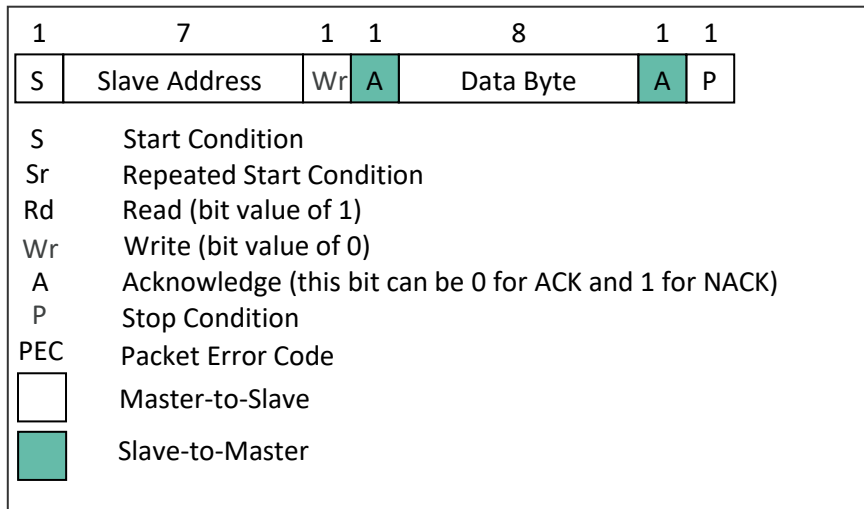 1 7 1 1 8 1 1
S Slave Address Wr A Data Byte A P
S Start Condition
Sr Repeated Start Condition
Rd Read (bit value of 1)
Wr Write (bit value of 0)
A Acknowledge (this bit can be 0 for ACK and 1 for NACK)
P Stop Condition
PEC Packet Error Code
Master-to-Slave
Slave-to-Master